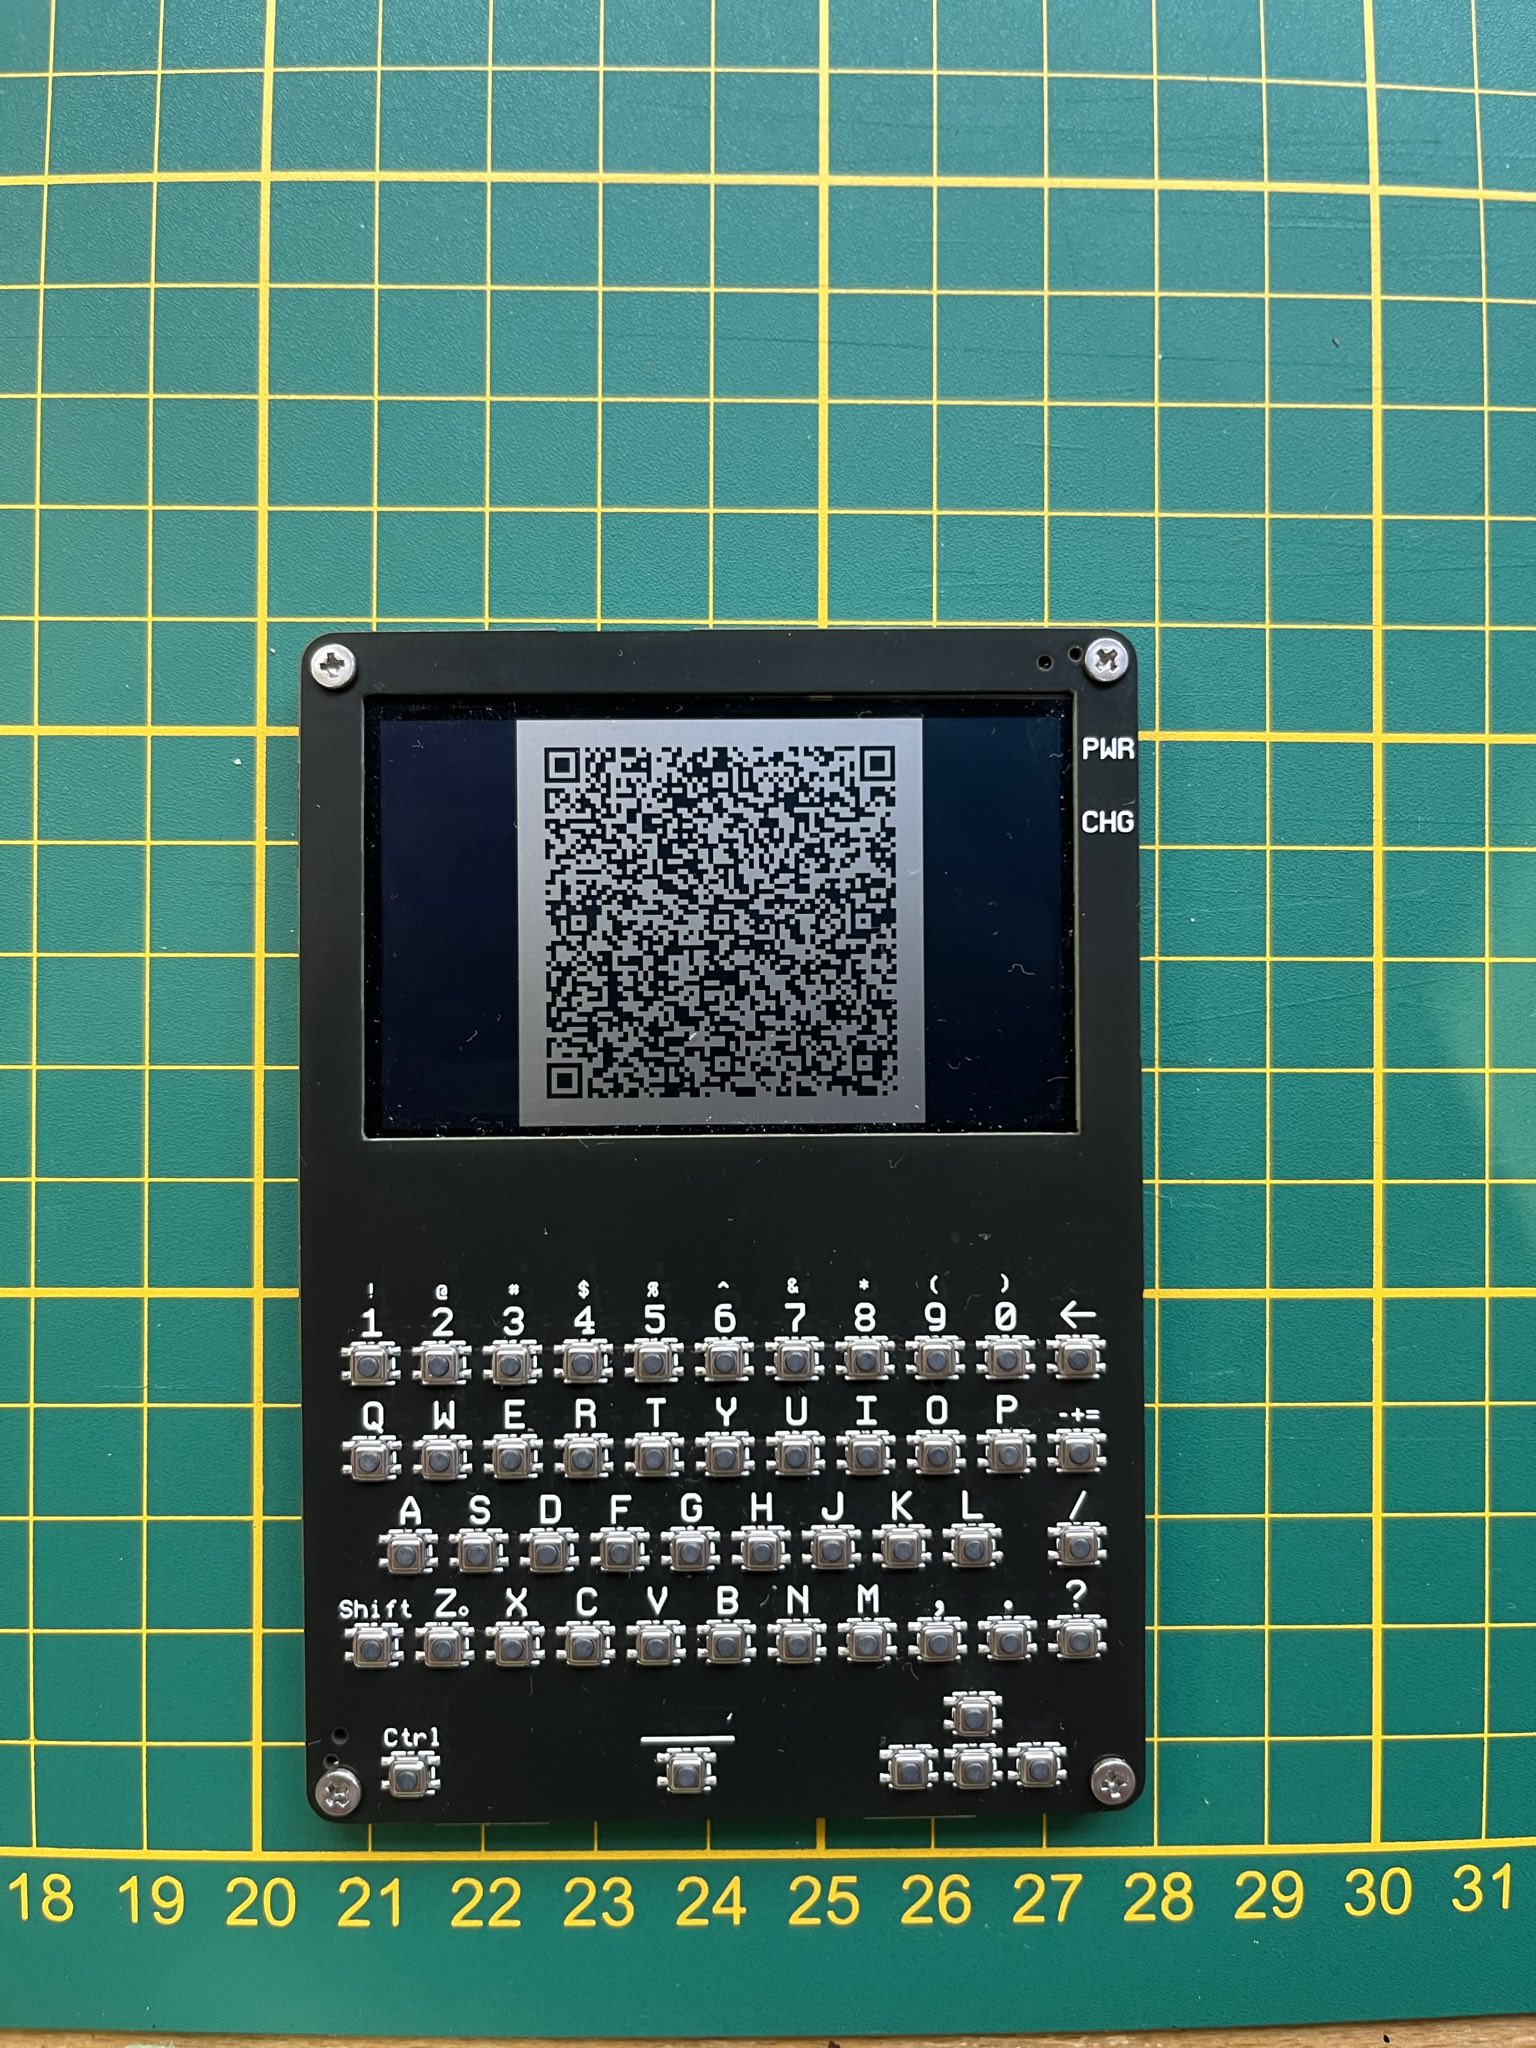 PWR
CHG
! @ # $ % ^ & * ( )
1 2 3 4 5 6 7 8 9 0 ←
Q W E R T Y U I O P -+=
A S D F G H J K L /
Shift Z X C V B N M , . ?
Ctrl
18 19 20 21 22 23 24 25 26 27 28 29 30 31